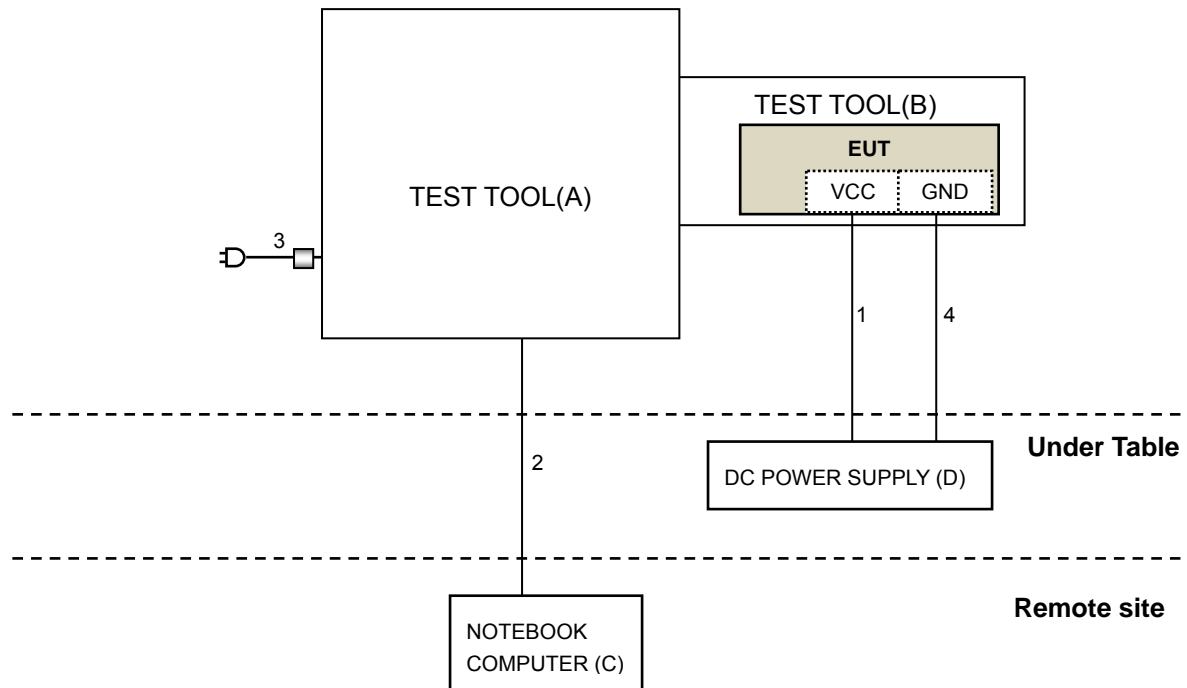 TEST TOOL(A)
TEST TOOL(B)
EUT
VCC
GND
3
1
4
Under Table
2
DC POWER SUPPLY (D)
Remote site
NOTEBOOK
COMPUTER (C)